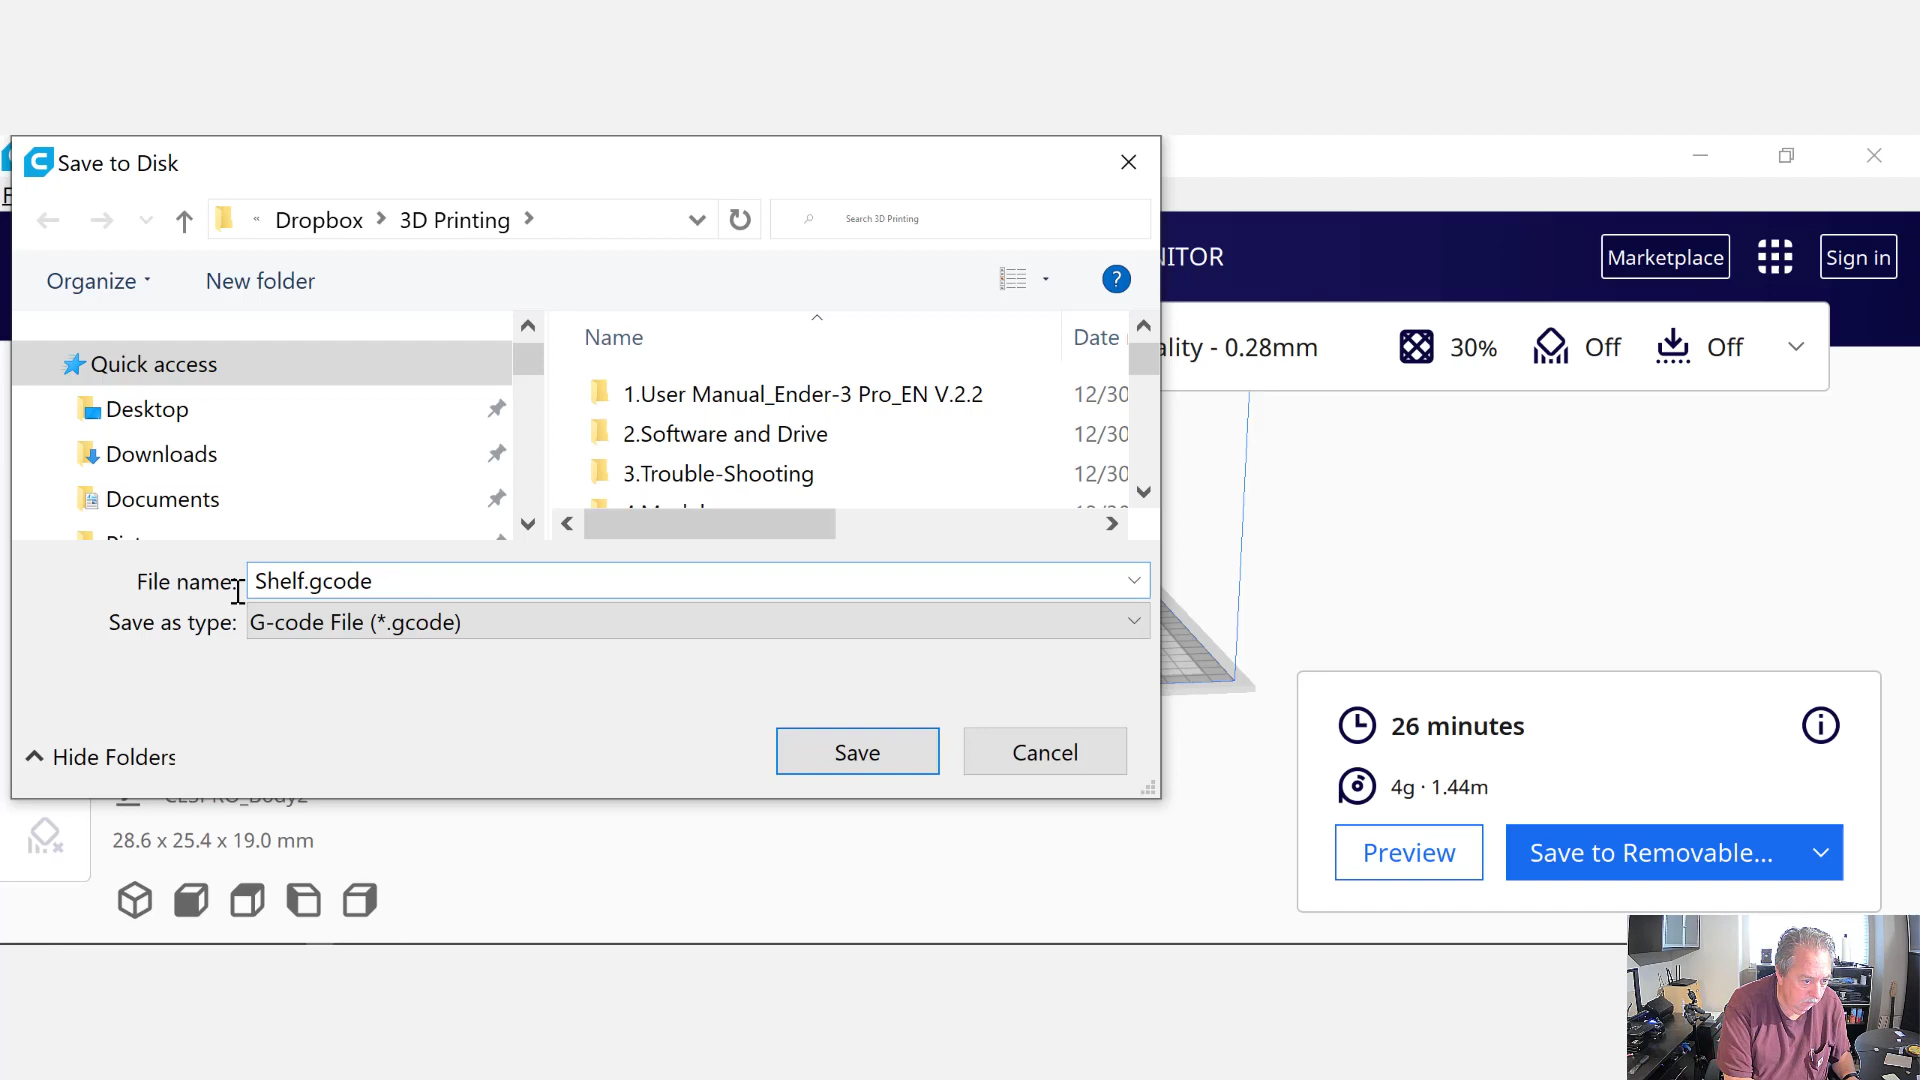 Save to Disk
« Dropbox > 3D Printing >
Search 3D Printing
NITOR
Marketplace
Sign in
Organize
New folder
ality - 0.28mm
30%
Off
Off
Name
Date
Quick access
Desktop
Downloads
Documents
1.User Manual_Ender-3 Pro_EN V.2.2
12/30
2.Software and Drive
12/30
3.Trouble-Shooting
12/30
File name:
Shelf.gcode
Save as type:
G-code File (*.gcode)
Hide Folders
Save
Cancel
28.6 x 25.4 x 19.0 mm
26 minutes
4g · 1.44m
Preview
Save to Removable...